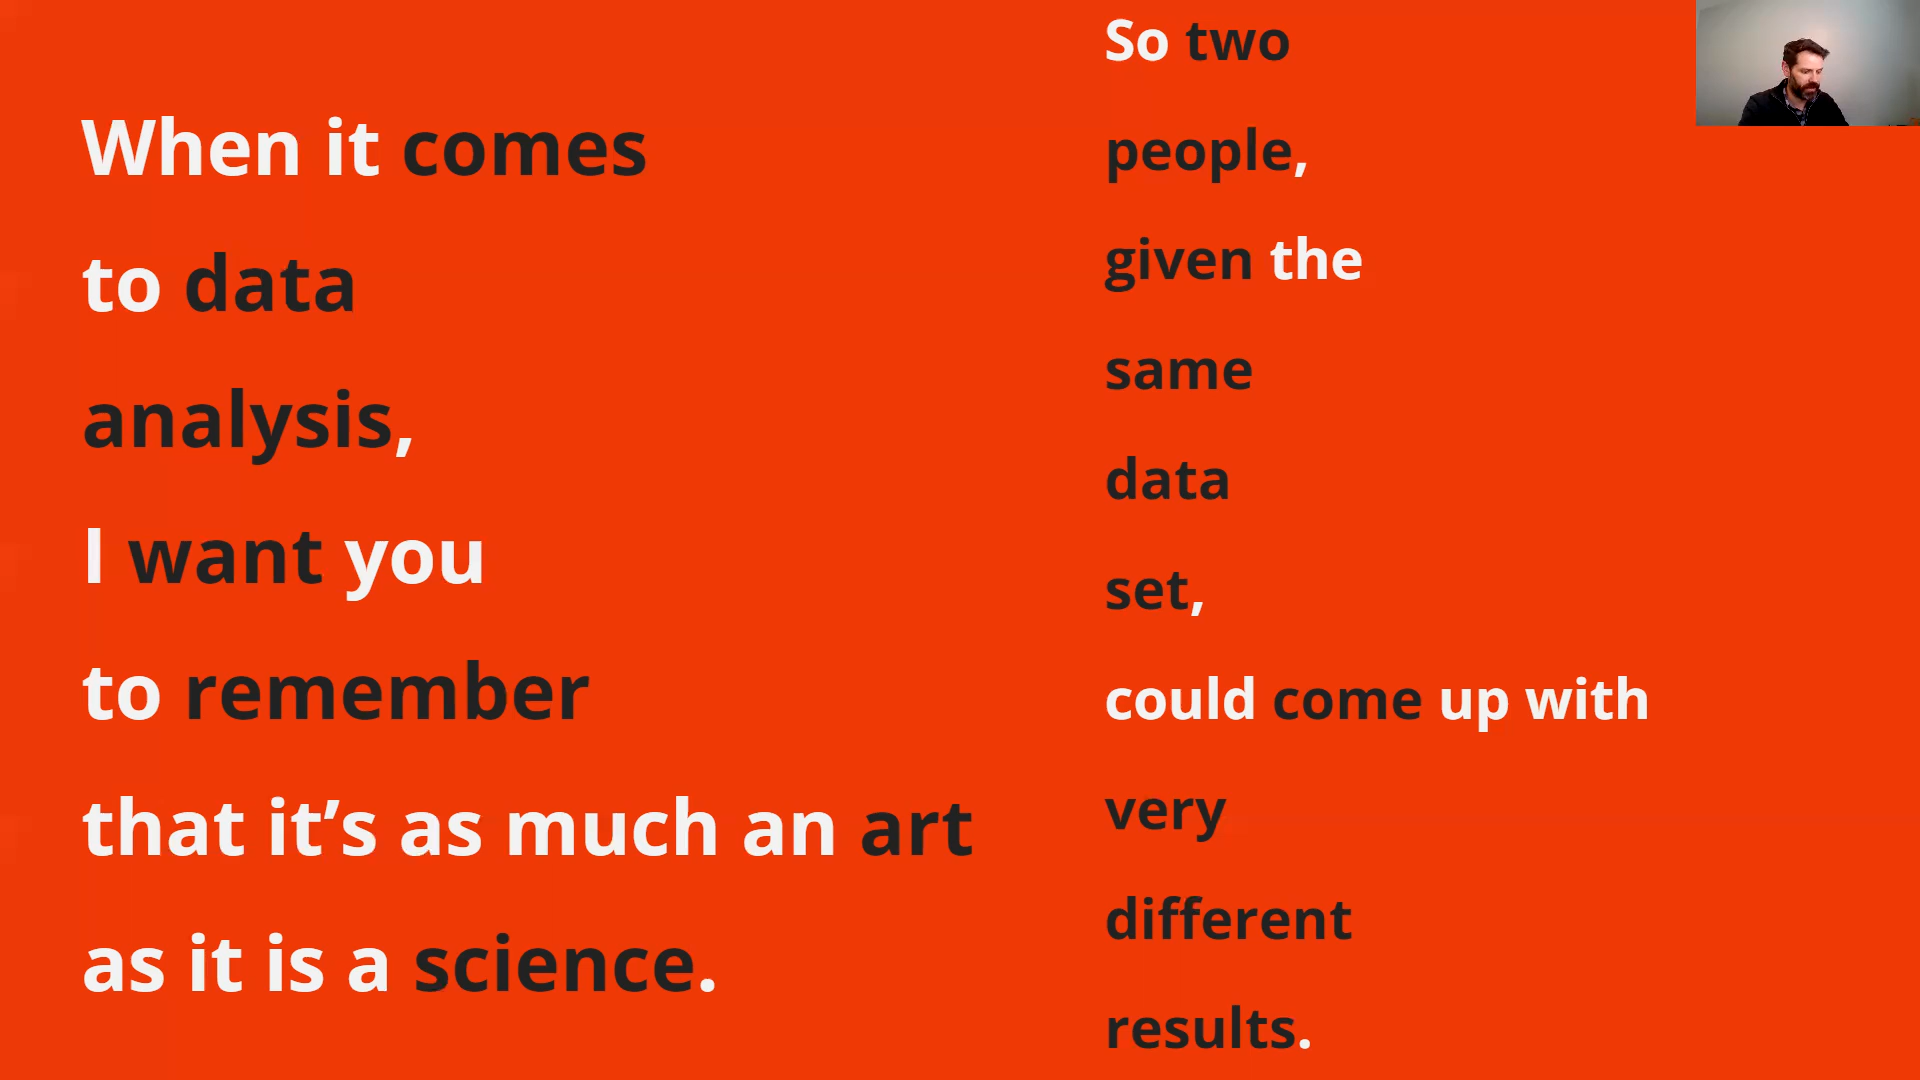 When it comes
to data
analysis,
I want you
to remember
that it’s as much an art
as it is a science.
So two
people,
given the
same
data
set,
could come up with
very
different
results.